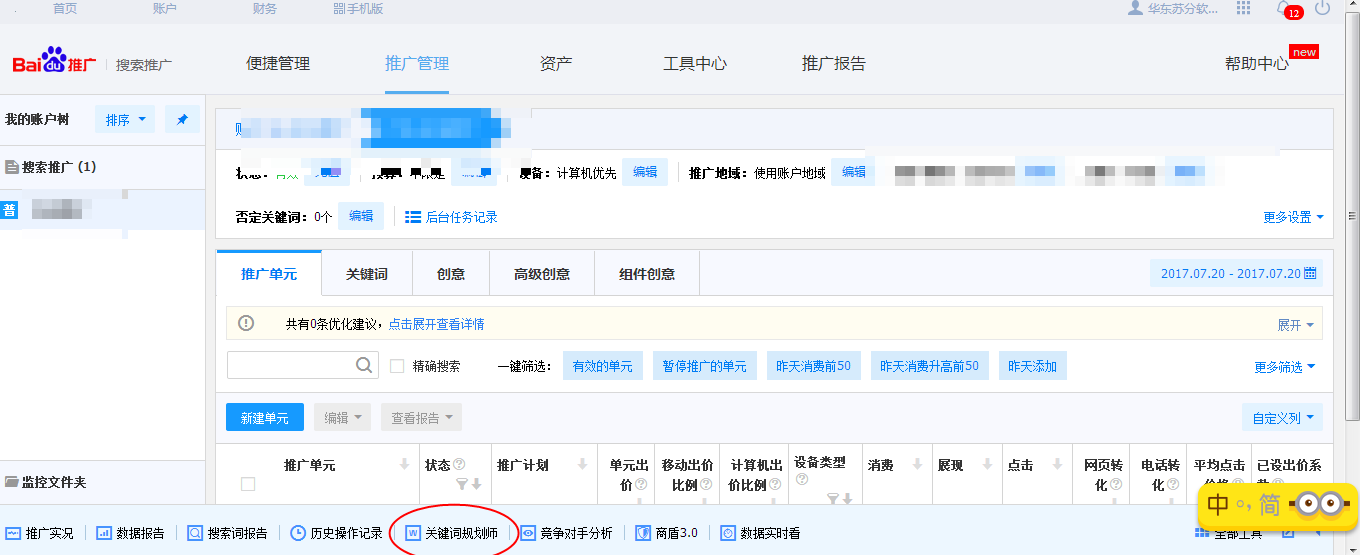 首页 账户 财务 手机版 华东苏分软... 12
Bai du 推广 搜索推广 便捷管理 推广管理 资产 工具中心 推广报告 帮助中心 new
我的账户树 排序
搜索推广 (1)
普
设备：计算机优先 编辑 推广地域：使用账户地域 编辑
否定关键词：0个 编辑 后台任务记录 更多设置
推广单元 关键词 创意 高级创意 组件创意 2017.07.20 - 2017.07.20
共有0条优化建议，点击展开查看详情 展开
精确搜索 一键筛选： 有效的单元 暂停推广的单元 昨天消费前50 昨天消费升高前50 昨天添加 更多筛选
新建单元 编辑 查看报告 自定义列
推广单元 状态 推广计划 单元出价 移动出价比例 计算机出价比例 设备类型 消费 展现 点击 网页转化 电话转化 平均点击 已设出价系
监控文件夹
推广实况 数据报告 搜索词报告 历史操作记录 关键词规划师 竞争对手分析 商盾3.0 数据实时看 全部工具
中 简